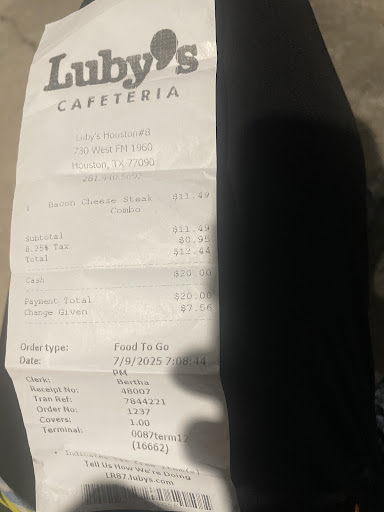 Luby's
CAFETERIA
Luby's Houston#8
730 West FM 1960
Houston, TX 77090
1 Bacon Cheese Steak $11.49
Combo
Subtotal $11.49
8.25% Tax $0.95
Total $12.44
Cash $20.00
Payment Total $20.00
Change Given $7.56
Order type: Food To Go
Date: 7/9/2025 7:08:44
PM
Clerk: Bertha
Receipt No: 48007
Tran Ref: 7844221
Order No: 1237
Covers: 1.00
Terminal: 0087term12
(16662)
Tell Us How We're Doing
LR87.lubys.com